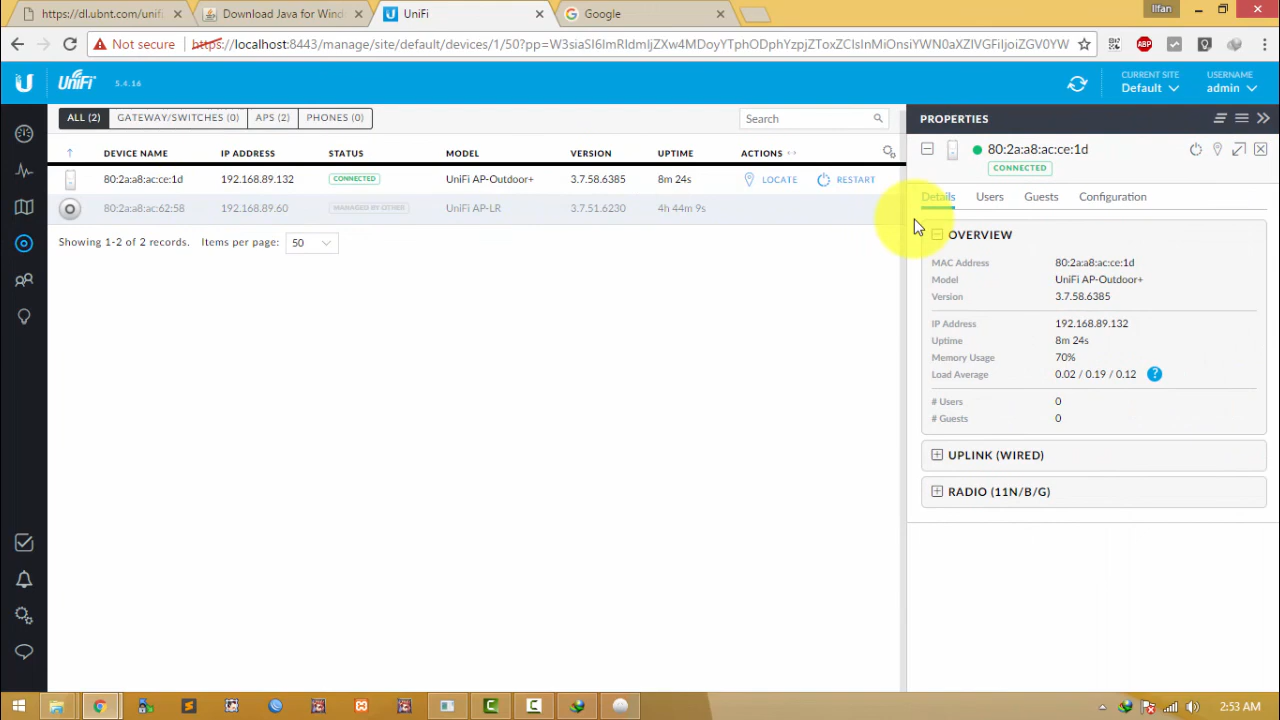 https://dl.ubnt.com/unifi
Download Java for Wind
UniFi
Google
Ilfan
Not secure
https://localhost:8443/manage/site/default/devices/1/50?pp=
UniFi
5.4.16
CURRENT SITE
Default
USERNAME
admin
ALL (2)
GATEWAY/SWITCHES (0)
APS (2)
PHONES (0)
Search
PROPERTIES
DEVICE NAME
IP ADDRESS
STATUS
MODEL
VERSION
UPTIME
ACTIONS
80:2a:a8:ac:ce:1d
192.168.89.132
CONNECTED
UniFi AP-Outdoor+
3.7.58.6385
8m 24s
LOCATE
RESTART
80:2a:a8:ac:62:58
192.168.89.60
MANAGED BY OTHER
UniFi AP-LR
3.7.51.6230
4h 44m 9s
Showing 1-2 of 2 records.
Items per page:
50
80:2a:a8:ac:ce:1d
CONNECTED
Details
Users
Guests
Configuration
OVERVIEW
MAC Address 80:2a:a8:ac:ce:1d
Model UniFi AP-Outdoor+
Version 3.7.58.6385
IP Address 192.168.89.132
Uptime 8m 24s
Memory Usage 70%
Load Average 0.02 / 0.19 / 0.12
# Users 0
# Guests 0
UPLINK (WIRED)
RADIO (11N/B/G)
2:53 AM